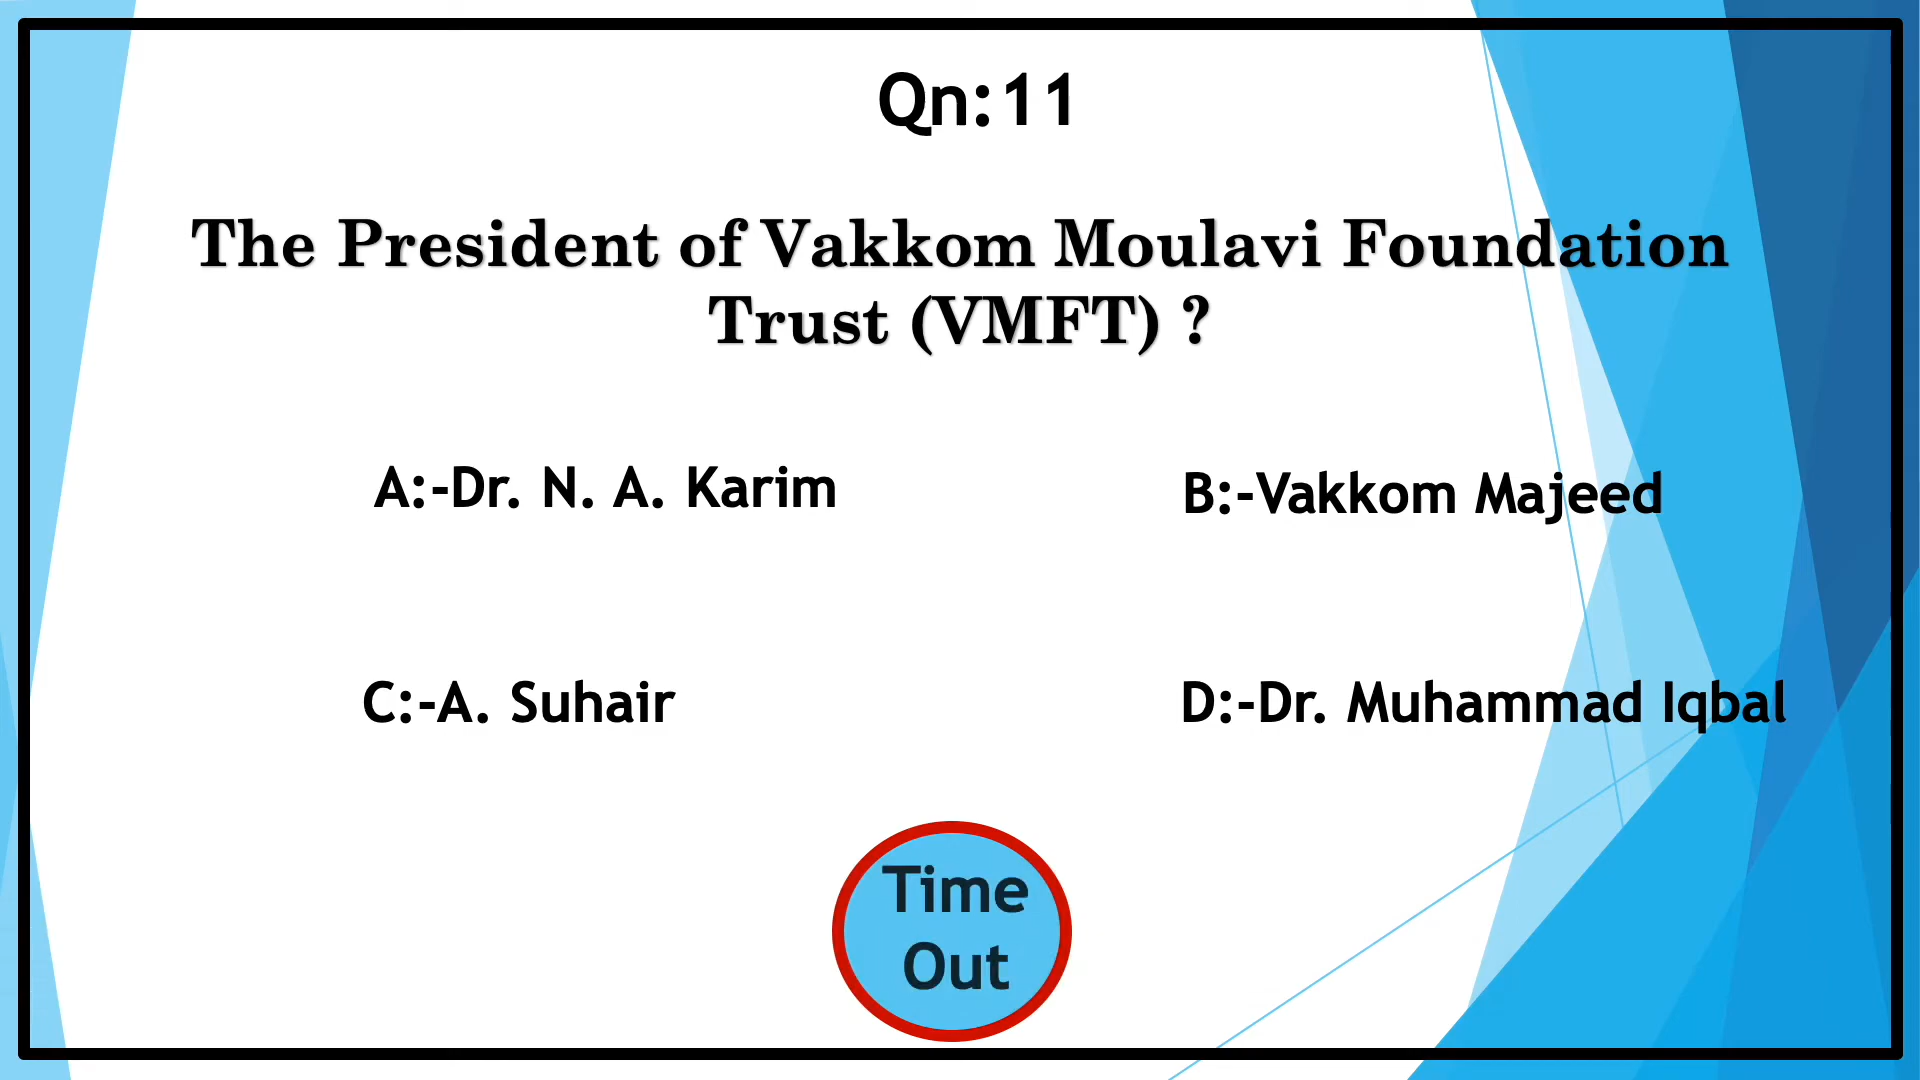 Qn:11
The President of Vakkom Moulavi Foundation
Trust (VMFT) ?
A:-Dr. N. A. Karim
B:-Vakkom Majeed
C:-A. Suhair
D:-Dr. Muhammad Iqbal
Time
Out